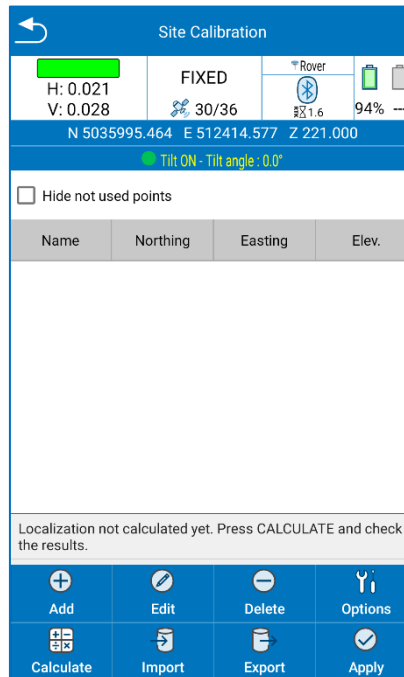 Site Calibration
H: 0.021
V: 0.028
FIXED
30/36
Rover
1.6
94%
--
N 5035995.464 E 512414.577 Z 221.000
Tilt ON - Tilt angle : 0.0°
Hide not used points
Name Northing Easting Elev.
Localization not calculated yet. Press CALCULATE and check
the results.
Add Edit Delete Options
Calculate Import Export Apply